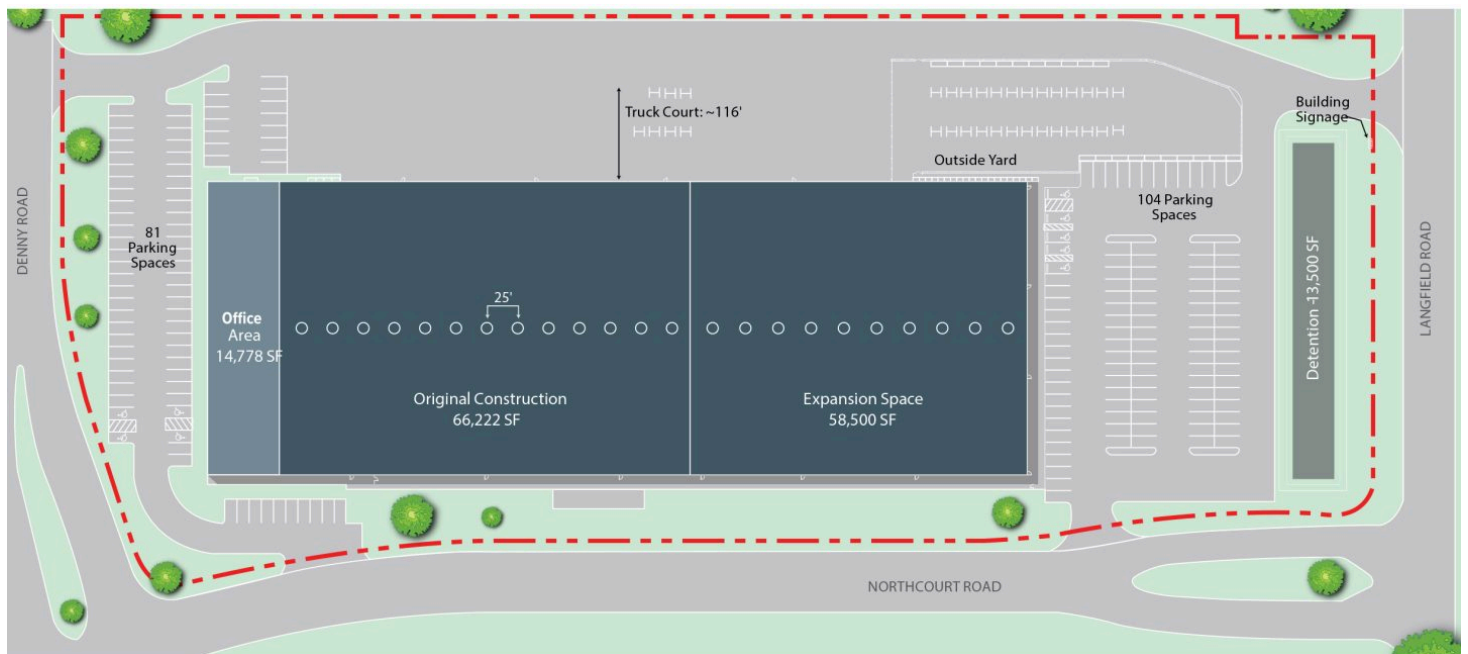 Truck Court: ~116'
Building
Signage
Outside Yard
DENNY ROAD
81
Parking
Spaces
104 Parking
Spaces
LANGFIELD ROAD
25'
Office
Area
14,778 SF
Detention -13,500 SF
Original Construction
66,222 SF
Expansion Space
58,500 SF
NORTHCOURT ROAD